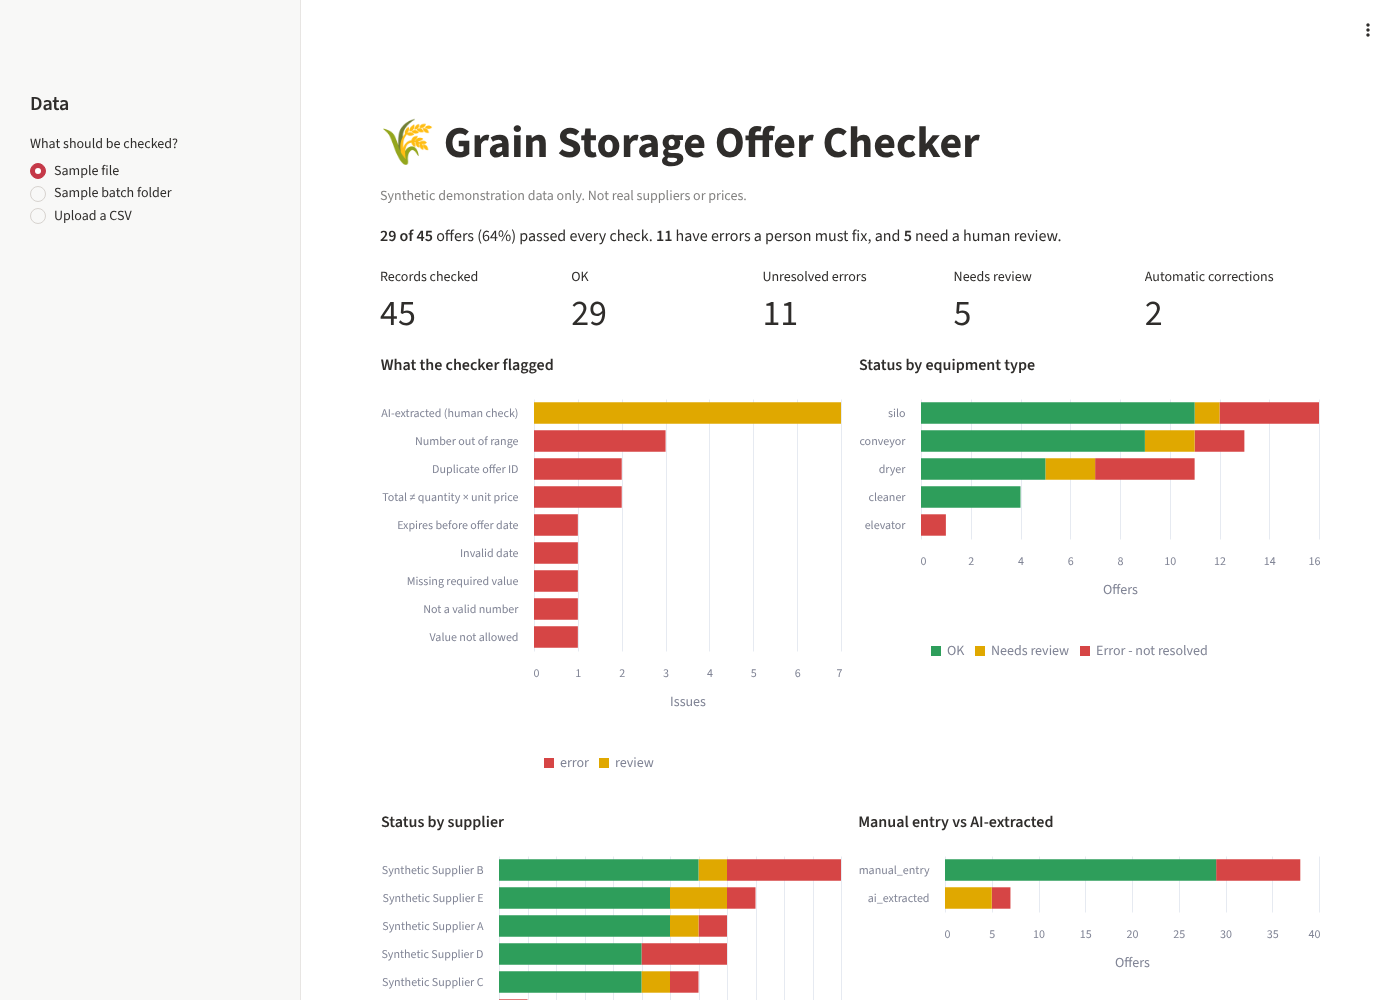 Data
What should be checked?
Sample file
Sample batch folder
Upload a CSV
Grain Storage Offer Checker
Synthetic demonstration data only. Not real suppliers or prices.
29 of 45 offers (64%) passed every check. 11 have errors a person must fix, and 5 need a human review.
Records checked
45
OK
29
Unresolved errors
11
Needs review
5
Automatic corrections
2
What the checker flagged
AI-extracted (human check)
Number out of range
Duplicate offer ID
Total ≠ quantity × unit price
Expires before offer date
Invalid date
Missing required value
Not a valid number
Value not allowed
0 1 2 3 4 5 6 7
Issues
error review
Status by equipment type
silo
conveyor
dryer
cleaner
elevator
0 2 4 6 8 10 12 14 16
Offers
OK Needs review Error - not resolved
Status by supplier
Synthetic Supplier B
Synthetic Supplier E
Synthetic Supplier A
Synthetic Supplier D
Synthetic Supplier C
Manual entry vs AI-extracted
manual_entry
ai_extracted
0 5 10 15 20 25 30 35 40
Offers